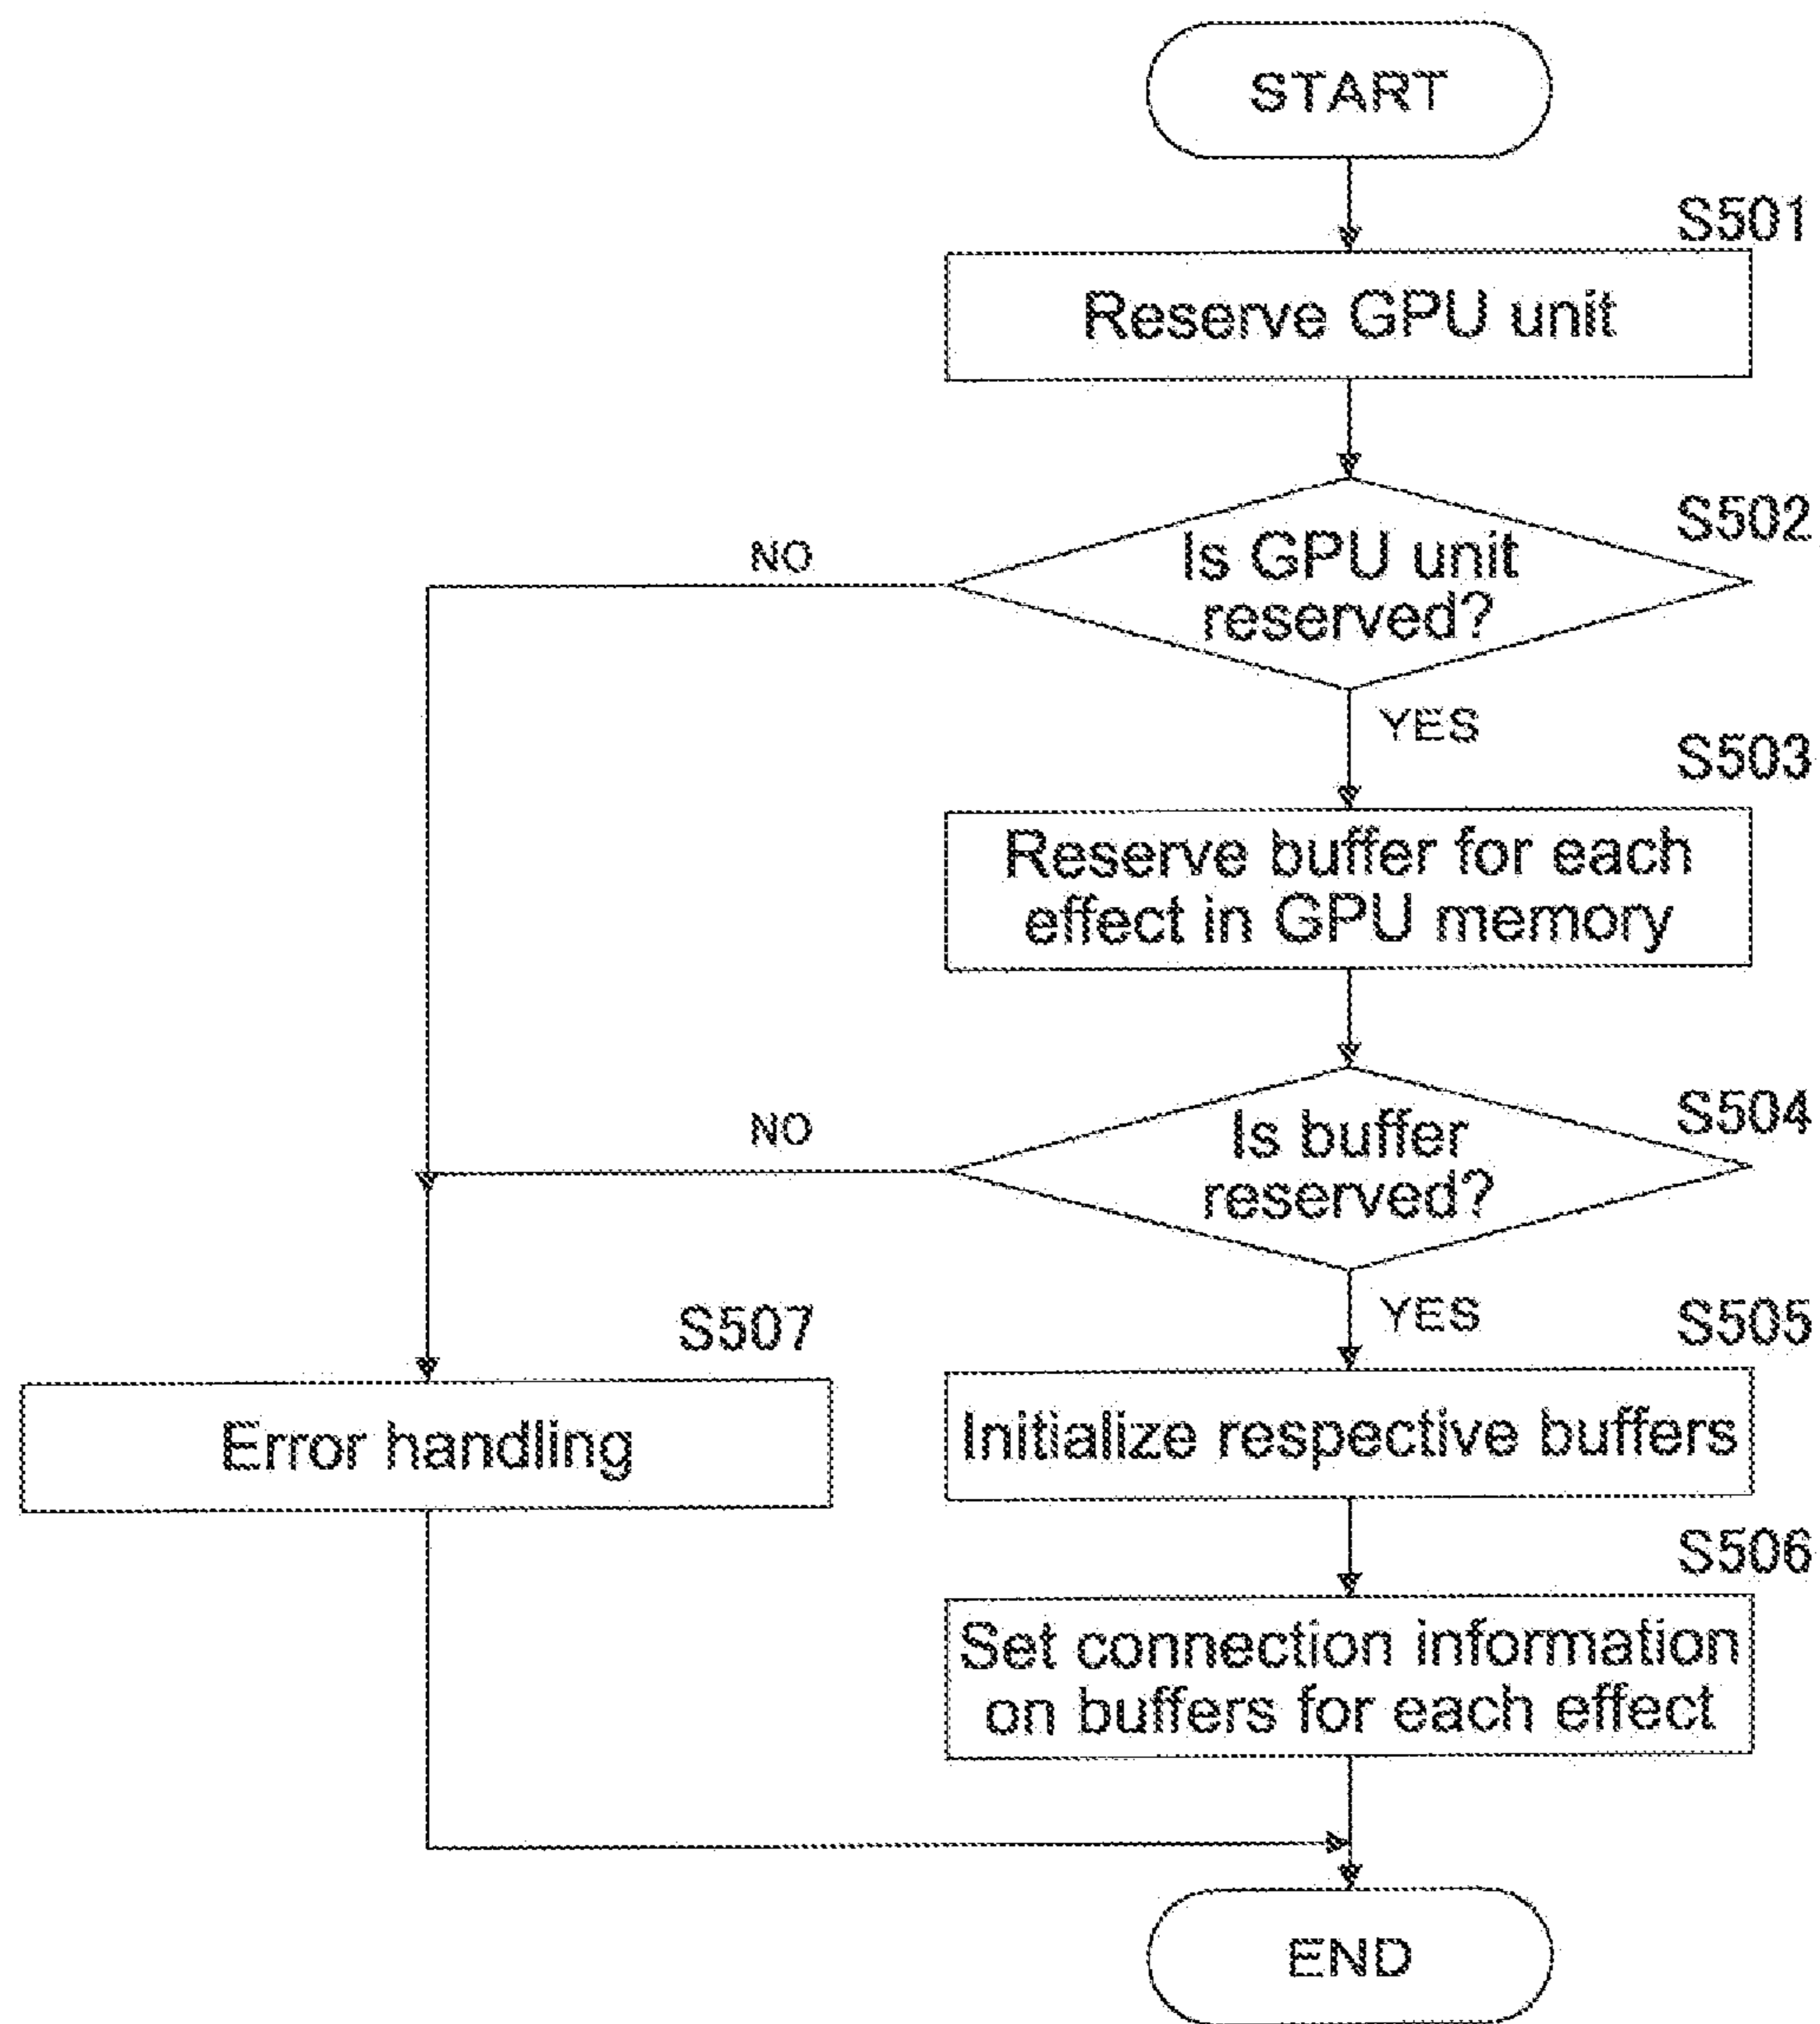 START
S501
Reserve GPU unit
S502
Is GPU unit
reserved?
NO
YES
S503
Reserve buffer for each
effect in GPU memory
S504
Is buffer
reserved?
NO
YES
S505
Initialize respective buffers
S507
Error handling
S506
Set connection information
on buffers for each effect
END